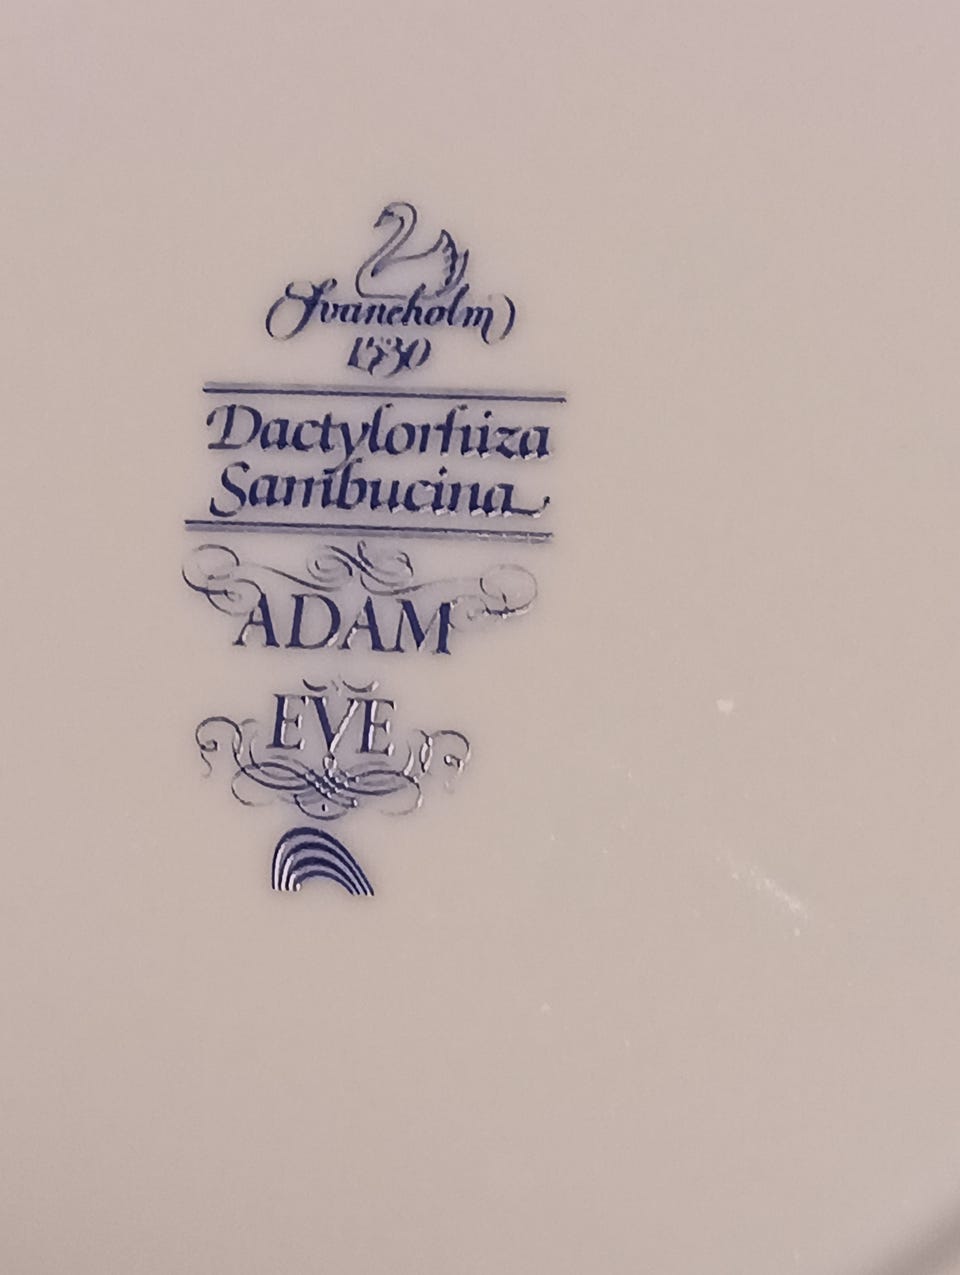 Svaneholm
1530
Dactylorhiza
Sambucina
ADAM
EVE